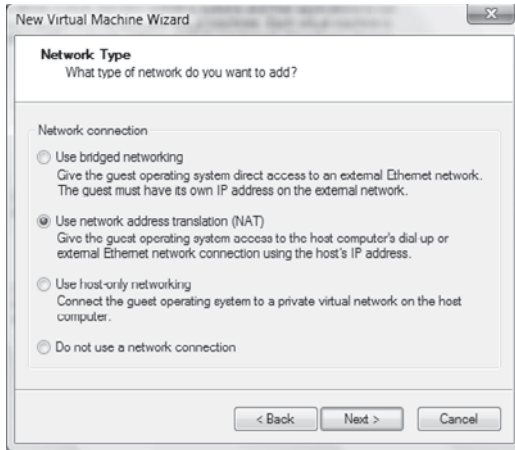 New Virtual Machine Wizard
Network Type
What type of network do you want to add?
Network connection
Use bridged networking
Give the guest operating system direct access to an external Ethernet network.
The guest must have its own IP address on the external network.
Use network address translation (NAT)
Give the guest operating system access to the host computer's dial-up or
external Ethernet network connection using the host's IP address.
Use host-only networking
Connect the guest operating system to a private virtual network on the host
computer.
Do not use a network connection
< Back
Next >
Cancel